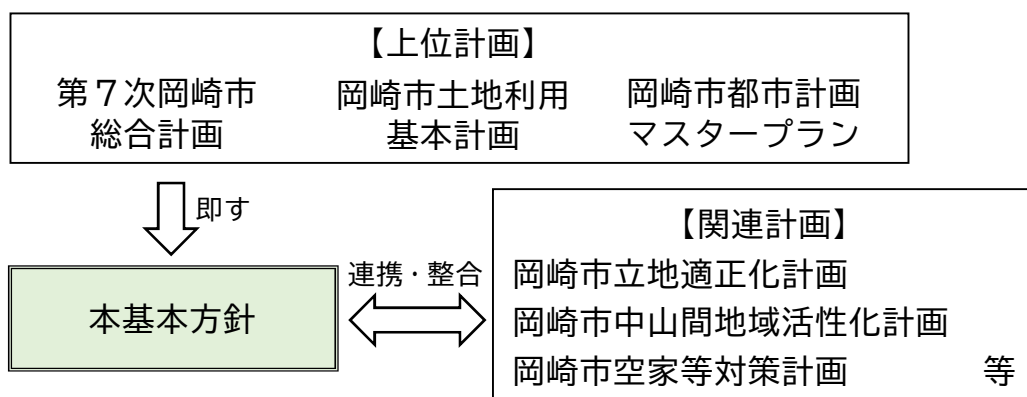 【上位計画】
第７次岡崎市
総合計画
岡崎市土地利用
基本計画
岡崎市都市計画
マスタープラン
即す
本基本方針
連携・整合
【関連計画】
岡崎市立地適正化計画
岡崎市中山間地域活性化計画
岡崎市空家等対策計画　　　　等